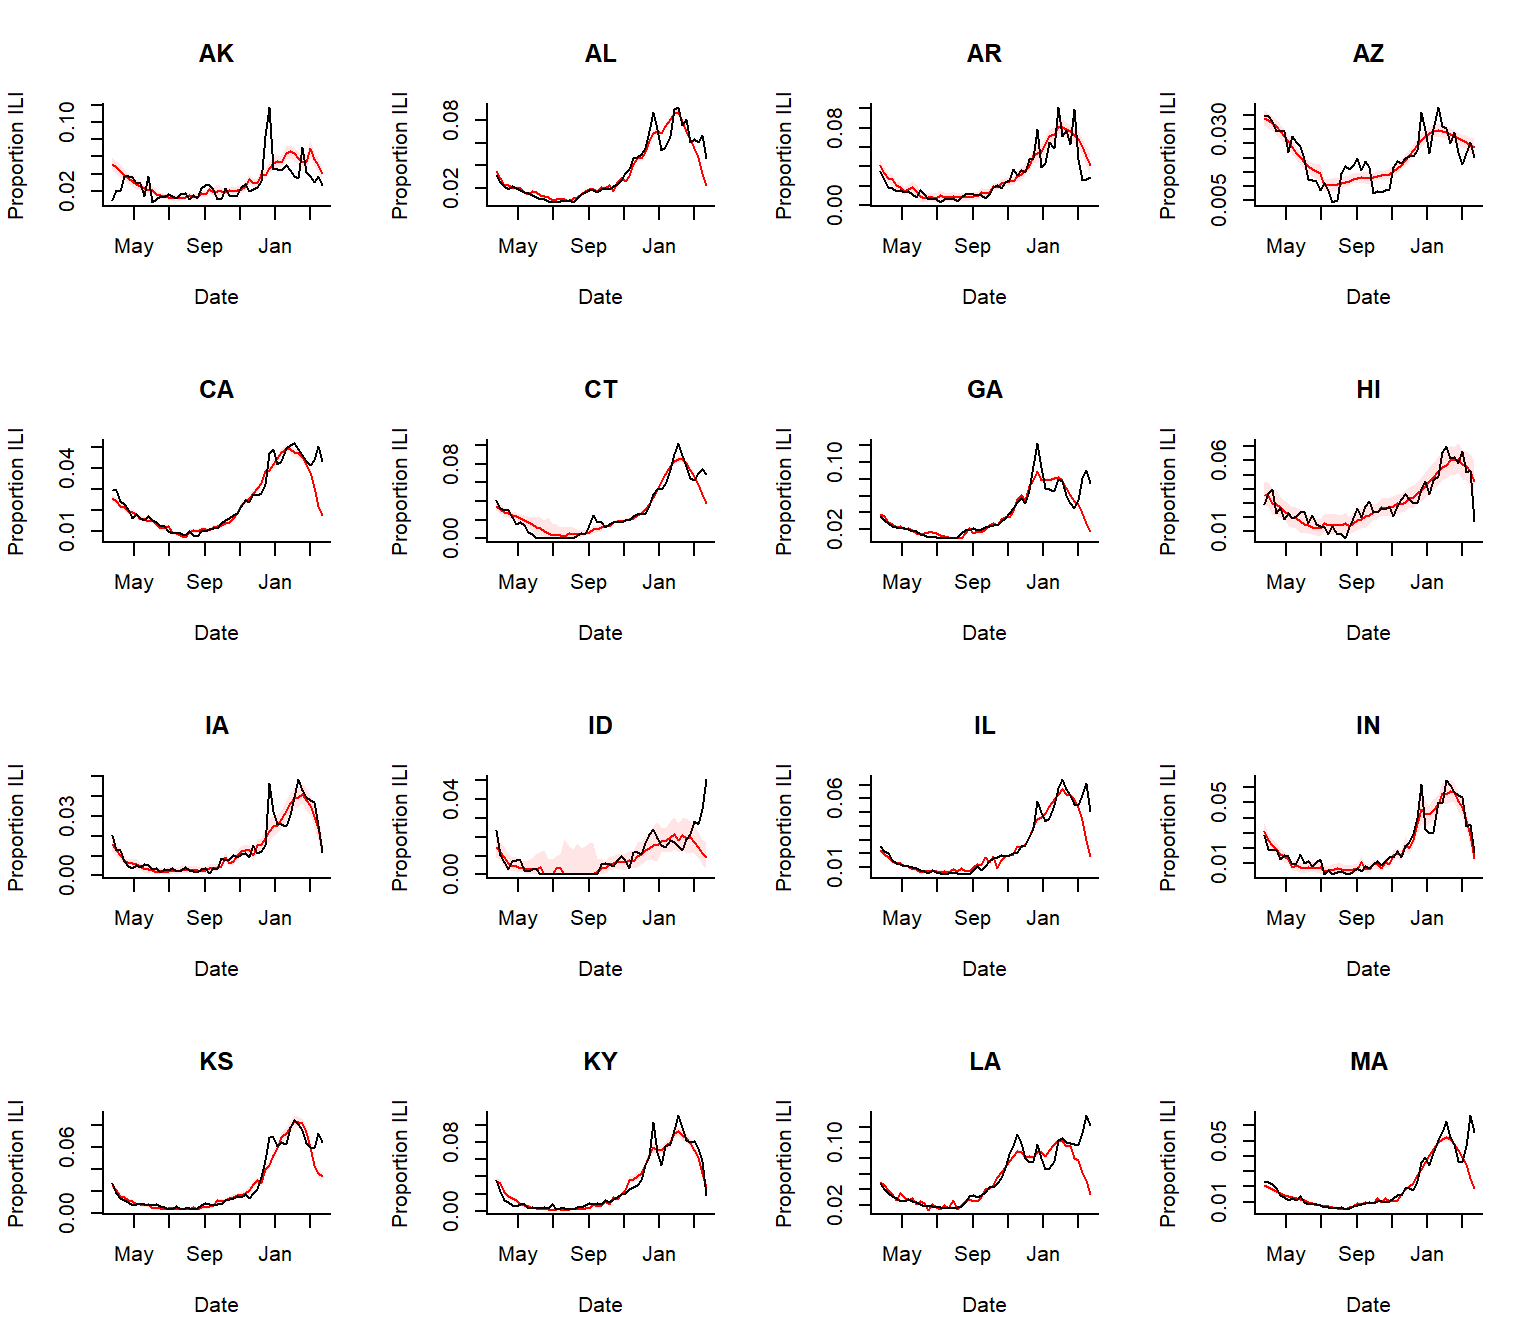 AK
Proportion ILI
0.10
0.02
May Sep Jan
Date
AL
Proportion ILI
0.08
0.02
May Sep Jan
Date
AR
Proportion ILI
0.08
0.00
May Sep Jan
Date
AZ
Proportion ILI
0.030
0.005
May Sep Jan
Date
CA
Proportion ILI
0.04
0.01
May Sep Jan
Date
CT
Proportion ILI
0.08
0.00
May Sep Jan
Date
GA
Proportion ILI
0.10
0.02
May Sep Jan
Date
HI
Proportion ILI
0.06
0.01
May Sep Jan
Date
IA
Proportion ILI
0.03
0.00
May Sep Jan
Date
ID
Proportion ILI
0.04
0.00
May Sep Jan
Date
IL
Proportion ILI
0.06
0.01
May Sep Jan
Date
IN
Proportion ILI
0.05
0.01
May Sep Jan
Date
KS
Proportion ILI
0.06
0.00
May Sep Jan
Date
KY
Proportion ILI
0.08
0.00
May Sep Jan
Date
LA
Proportion ILI
0.10
0.02
May Sep Jan
Date
MA
Proportion ILI
0.05
0.01
May Sep Jan
Date